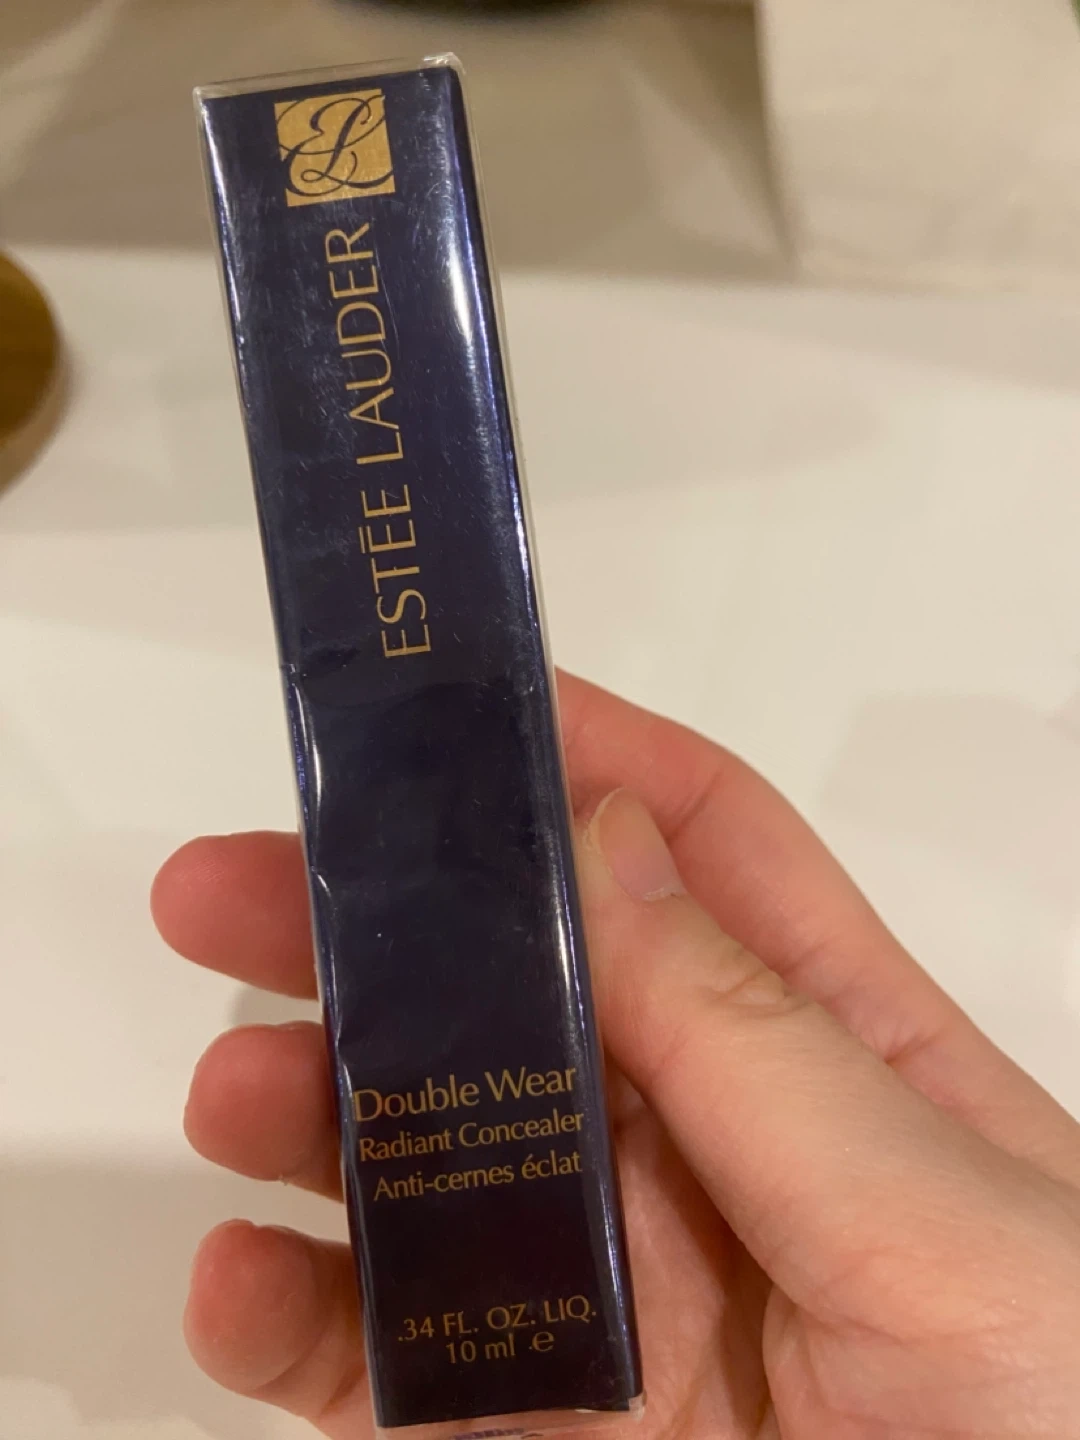 EL
ESTĒE LAUDER
Double Wear
Radiant Concealer
Anti-cernes éclat
.34 FL. OZ. LIQ.
10 ml ℮